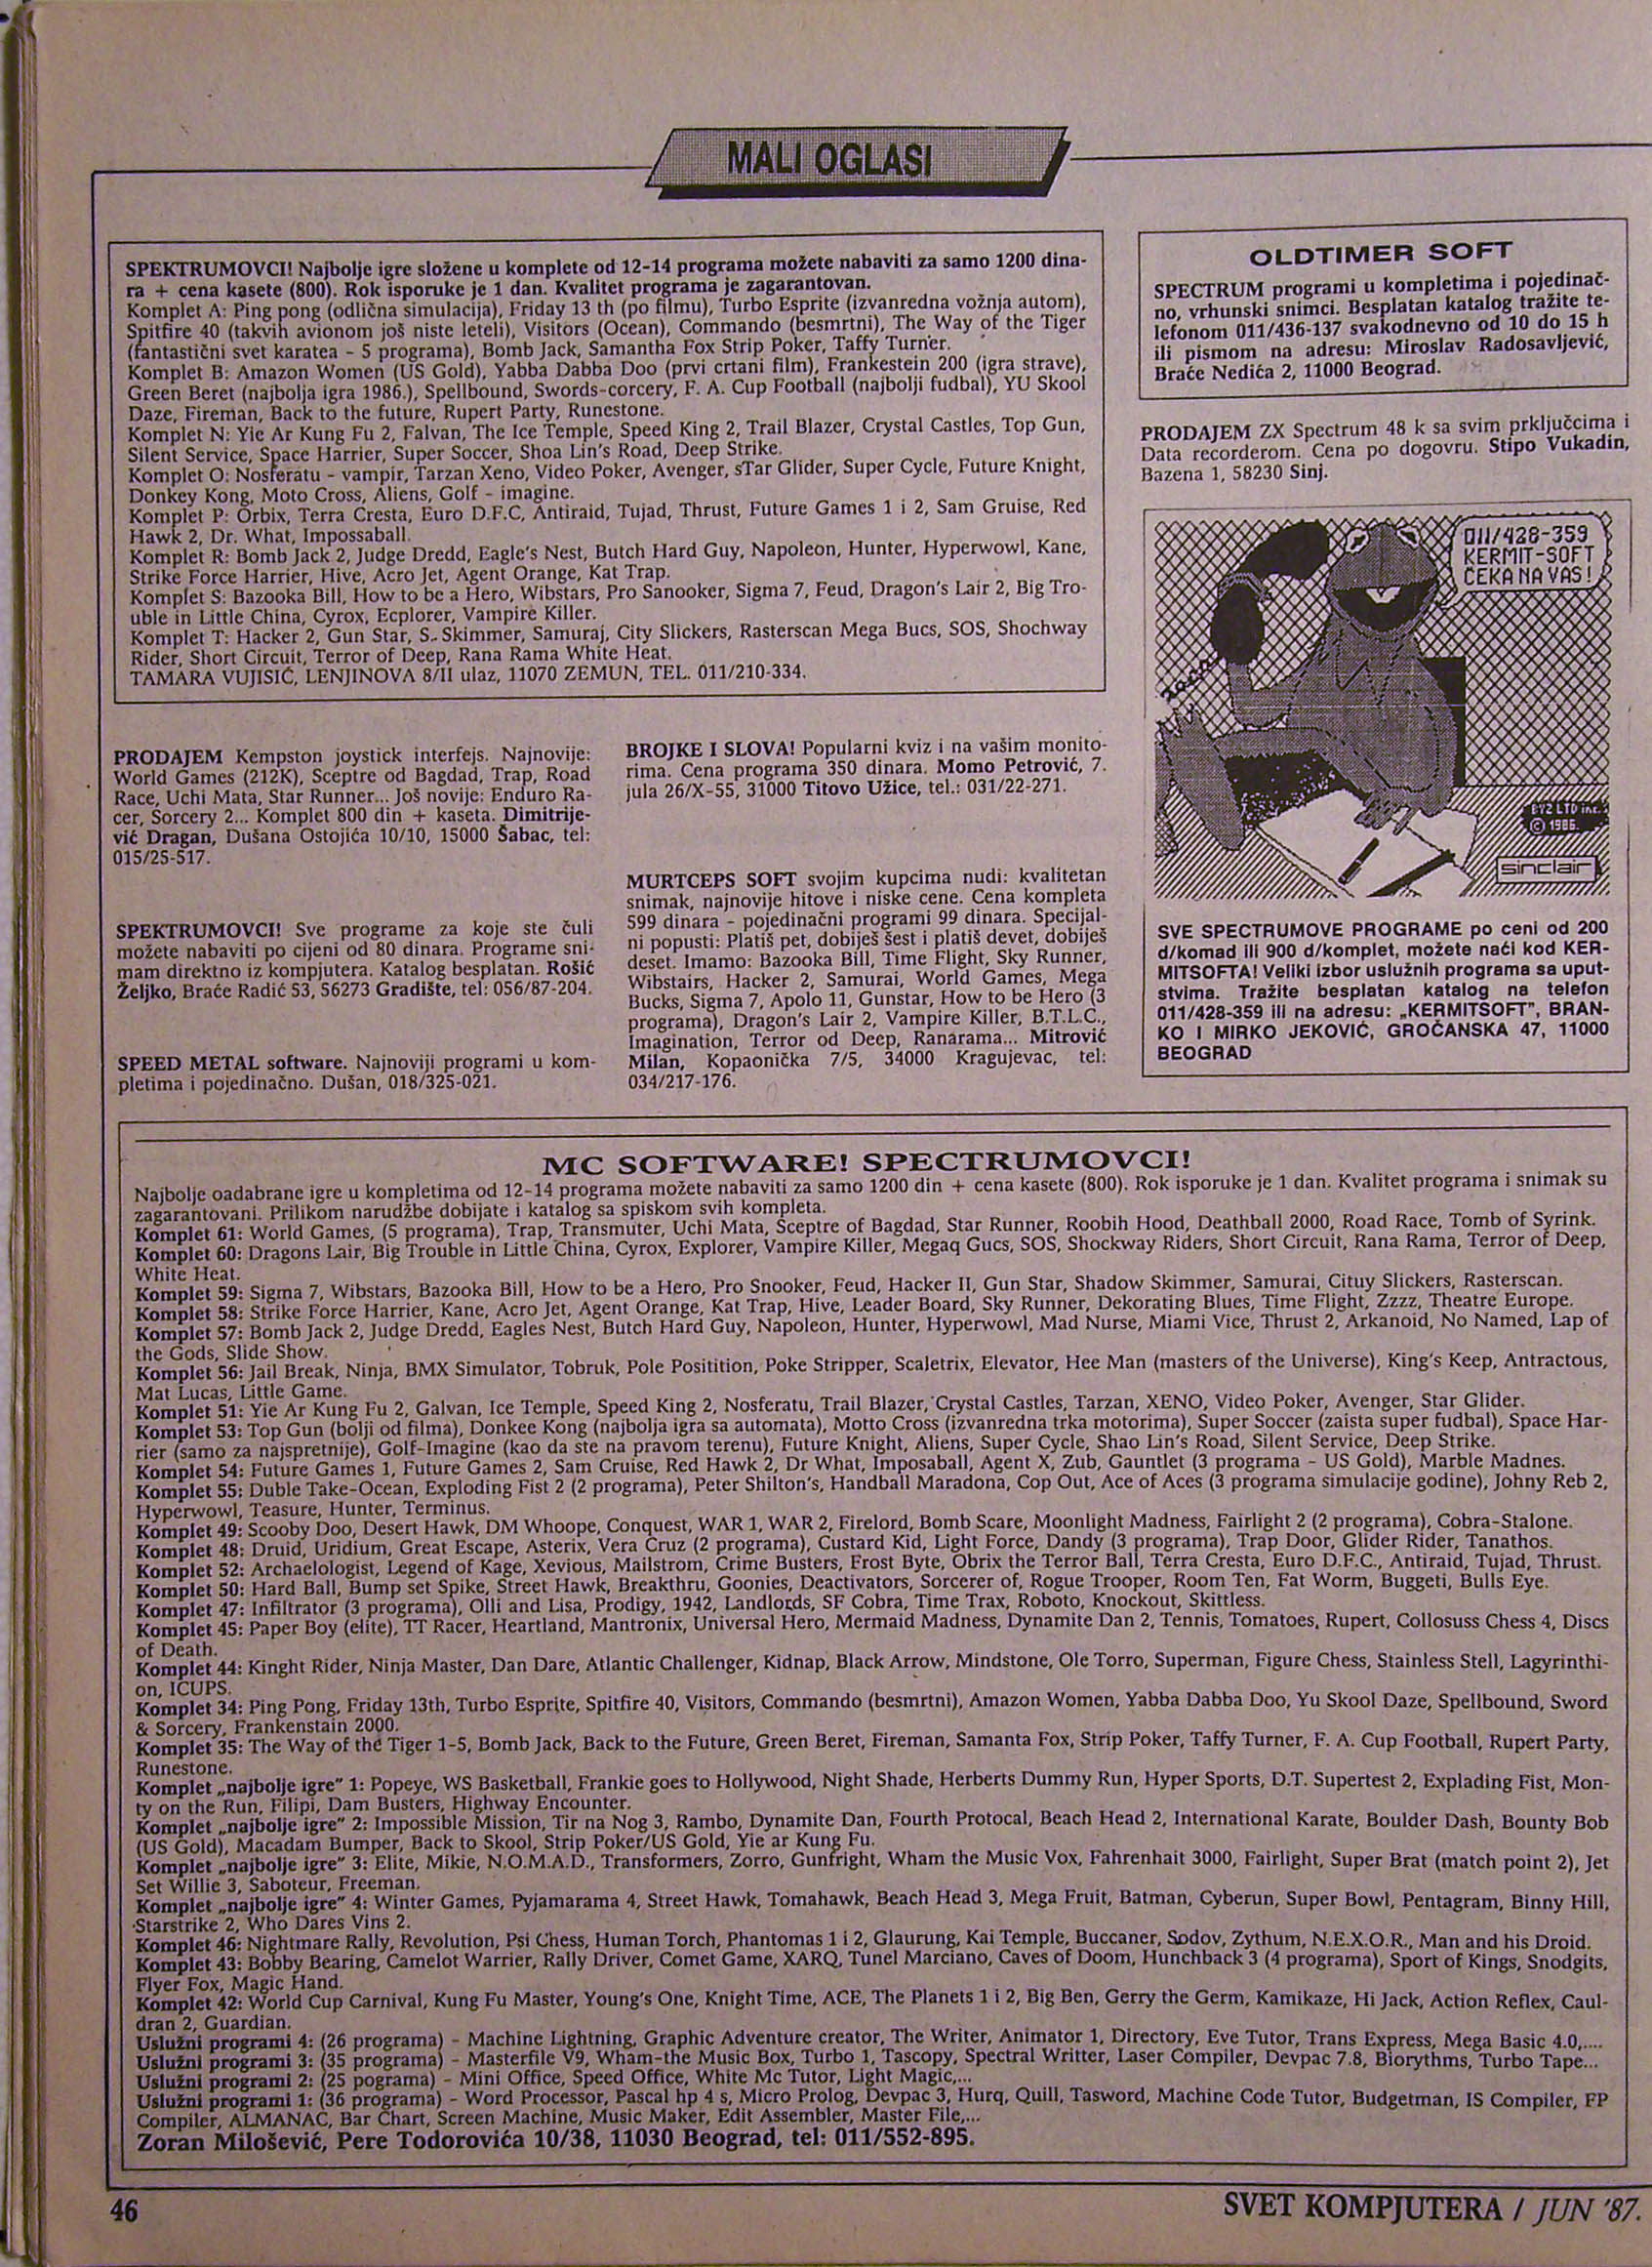 MALI OGLASI
SPEKTRUMOVCI! Najbolje igre složene u komplete od 12-14 programa možete nabaviti za samo 1200 dina-
ra + cena kasete (800). Rok isporuke je 1 dan. Kvalitet programa je zagarantovan.
Komplet A: Ping pong (odlična simulacija), Friday 13 th (po filmu), Turbo Esprite (izvanredna vožnja autom),
Spitfire 40 (takvih avionom još niste leteli), Visitors (Ocean), Commando (besmrtni), The Way of the Tiger
(fantastični svet karatea - 5 programa), Bomb Jack, Samantha Fox Strip Poker, Taffy Turner.
Komplet B: Amazon Women (US Gold), Yabba Dabba Doo (prvi crtani film), Frankestein 200 (igra strave),
Green Beret (najbolja igra 1986.), Spellbound, Swords-corcery, F. A. Cup Football (najbolji fudbal), YU Skool
Daze, Fireman, Back to the future, Rupert Party, Runestone.
Komplet N: Yie Ar Kung Fu 2, Falvan, The Ice Temple, Speed King 2, Trail Blazer, Crystal Castles, Top Gun,
Silent Service, Space Harrier, Super Soccer, Shoa Lin's Road, Deep Strike.
Komplet O: Nosferatu - vampir, Tarzan Xeno, Video Poker, Avenger, sTar Glider, Super Cycle, Future Knight,
Donkey Kong, Moto Cross, Aliens, Golf - imagine.
Komplet P: Orbix, Terra Cresta, Euro D.F.C, Antiraid, Tujad, Thrust, Future Games 1 i 2, Sam Gruise, Red
Hawk 2, Dr. What, Impossaball.
Komplet R: Bomb Jack 2, Judge Dredd, Eagle's Nest, Butch Hard Guy, Napoleon, Hunter, Hyperwowl, Kane,
Strike Force Harrier, Hive, Acro Jet, Agent Orange, Kat Trap.
Komplet S: Bazooka Bill, How to be a Hero, Wibstars, Pro Sanooker, Sigma 7, Feud, Dragon's Lair 2, Big Tro-
uble in Little China, Cyrox, Ecplorer, Vampire Killer.
Komplet T: Hacker 2, Gun Star, S. Skimmer, Samuraj, City Slickers, Rasterscan Mega Bucs, SOS, Shochway
Rider, Short Circuit, Terror of Deep, Rana Rama White Heat.
TAMARA VUJISIĆ, LENJINOVA 8/II ulaz, 11070 ZEMUN, TEL. 011/210-334.
PRODAJEM Kempston joystick interfejs. Najnovije:
World Games (212K), Sceptre od Bagdad, Trap, Road
Race, Uchi Mata, Star Runner... Još novije: Enduro Ra-
cer, Sorcery 2... Komplet 800 din + kaseta. Dimitrije-
vić Dragan, Dušana Ostojića 10/10, 15000 Šabac, tel:
015/25-517.
SPEKTRUMOVCI! Sve programe za koje ste čuli
možete nabaviti po cijeni od 80 dinara. Programe sni-
mam direktno iz kompjutera. Katalog besplatan. Rošić
Željko, Braće Radić 53, 56273 Gradište, tel: 056/87-204.
SPEED METAL software. Najnoviji programi u kom-
pletima i pojedinačno. Dušan, 018/325-021.
BROJKE I SLOVA! Popularni kviz i na vašim monito-
rima. Cena programa 350 dinara. Momo Petrović, 7.
jula 26/X-55, 31000 Titovo Užice, tel.: 031/22-271.
MURTCEPS SOFT svojim kupcima nudi: kvalitetan
snimak, najnovije hitove i niske cene. Cena kompleta
599 dinara - pojedinačni programi 99 dinara. Specijal-
ni popusti: Platiš pet, dobiješ šest i platiš devet, dobiješ
deset. Imamo: Bazooka Bill, Time Flight, Sky Runner,
Wibstairs, Hacker 2, Samurai, World Games, Mega
Bucks, Sigma 7, Apolo 11, Gunstar, How to be Hero (3
programa), Dragon's Lair 2, Vampire Killer, B.T.L.C.,
Imagination, Terror od Deep, Ranarama... Mitrović
Milan, Kopaonička 7/5, 34000 Kragujevac, tel:
034/217-176.
OLDTIMER SOFT
SPECTRUM programi u kompletima i pojedinač-
no, vrhunski snimci. Besplatan katalog tražite te-
lefonom 011/436-137 svakodnevno od 10 do 15 h
ili pismom na adresu: Miroslav Radosavljević,
Braće Nedića 2, 11000 Beograd.
PRODAJEM ZX Spectrum 48 k sa svim prključcima i
Data recorderom. Cena po dogovru. Stipo Vukadin,
Bazena 1, 58230 Sinj.
011/428-359
KERMIT-SOFT
ČEKA NA VAS!
BYZ LTD inc.
© 1986.
sinclair
SVE SPECTRUMOVE PROGRAME po ceni od 200
d/komad ili 900 d/komplet, možete naći kod KER-
MITSOFTA! Veliki izbor uslužnih programa sa uput-
stvima. Tražite besplatan katalog na telefon
011/428-359 ili na adresu: „KERMITSOFT", BRAN-
KO I MIRKO JEKOVIĆ, GROČANSKA 47, 11000
BEOGRAD
MC SOFTWARE! SPECTRUMOVCI!
Najbolje oadabrane igre u kompletima od 12-14 programa možete nabaviti za samo 1200 din + cena kasete (800). Rok isporuke je 1 dan. Kvalitet programa i snimak su
zagarantovani. Prilikom narudžbe dobijate i katalog sa spiskom svih kompleta.
Komplet 61: World Games, (5 programa), Trap, Transmuter, Uchi Mata, Sceptre of Bagdad, Star Runner, Roobih Hood, Deathball 2000, Road Race, Tomb of Syrink.
Komplet 60: Dragons Lair, Big Trouble in Little China, Cyrox, Explorer, Vampire Killer, Megaq Gucs, SOS, Shockway Riders, Short Circuit, Rana Rama, Terror of Deep,
White Heat.
Komplet 59: Sigma 7, Wibstars, Bazooka Bill, How to be a Hero, Pro Snooker, Feud, Hacker II, Gun Star, Shadow Skimmer, Samurai, Cituy Slickers, Rasterscan.
Komplet 58: Strike Force Harrier, Kane, Acro Jet, Agent Orange, Kat Trap, Hive, Leader Board, Sky Runner, Dekorating Blues, Time Flight, Zzzz, Theatre Europe.
Komplet 57: Bomb Jack 2, Judge Dredd, Eagles Nest, Butch Hard Guy, Napoleon, Hunter, Hyperwowl, Mad Nurse, Miami Vice, Thrust 2, Arkanoid, No Named, Lap of
the Gods, Slide Show.
Komplet 56: Jail Break, Ninja, BMX Simulator, Tobruk, Pole Positition, Poke Stripper, Scaletrix, Elevator, Hee Man (masters of the Universe), King's Keep, Antractous,
Mat Lucas, Little Game.
Komplet 51: Yie Ar Kung Fu 2, Galvan, Ice Temple, Speed King 2, Nosferatu, Trail Blazer, Crystal Castles, Tarzan, XENO, Video Poker, Avenger, Star Glider.
Komplet 53: Top Gun (bolji od filma), Donkee Kong (najbolja igra sa automata), Motto Cross (izvanredna trka motorima), Super Soccer (zaista super fudbal), Space Har-
rier (samo za najspretnije), Golf-Imagine (kao da ste na pravom terenu), Future Knight, Aliens, Super Cycle, Shao Lin's Road, Silent Service, Deep Strike.
Komplet 54: Future Games 1, Future Games 2, Sam Cruise, Red Hawk 2, Dr What, Imposaball, Agent X, Zub, Gauntlet (3 programa - US Gold), Marble Madnes.
Komplet 55: Duble Take-Ocean, Exploding Fist 2 (2 programa), Peter Shilton's, Handball Maradona, Cop Out, Ace of Aces (3 programa simulacije godine), Johny Reb 2,
Hyperwowl, Teasure, Hunter, Terminus.
Komplet 49: Scooby Doo, Desert Hawk, DM Whoope, Conquest, WAR 1, WAR 2, Firelord, Bomb Scare, Moonlight Madness, Fairlight 2 (2 programa), Cobra-Stalone.
Komplet 48: Druid, Uridium, Great Escape, Asterix, Vera Cruz (2 programa), Custard Kid, Light Force, Dandy (3 programa), Trap Door, Glider Rider, Tanathos.
Komplet 52: Archaelologist, Legend of Kage, Xevious, Mailstrom, Crime Busters, Frost Byte, Obrix the Terror Ball, Terra Cresta, Euro D.F.C., Antiraid, Tujad, Thrust.
Komplet 50: Hard Ball, Bump set Spike, Street Hawk, Breakthru, Goonies, Deactivators, Sorcerer of, Rogue Trooper, Room Ten, Fat Worm, Buggeti, Bulls Eye.
Komplet 47: Infiltrator (3 programa), Olli and Lisa, Prodigy, 1942, Landlords, SF Cobra, Time Trax, Roboto, Knockout, Skittless.
Komplet 45: Paper Boy (elite), TT Racer, Heartland, Mantronix, Universal Hero, Mermaid Madness, Dynamite Dan 2, Tennis, Tomatoes, Rupert, Collosuss Chess 4, Discs
of Death.
Komplet 44: Kinght Rider, Ninja Master, Dan Dare, Atlantic Challenger, Kidnap, Black Arrow, Mindstone, Ole Torro, Superman, Figure Chess, Stainless Stell, Lagyrinthi-
on, ICUPS.
Komplet 34: Ping Pong, Friday 13th, Turbo Esprite, Spitfire 40, Visitors, Commando (besmrtni), Amazon Women, Yabba Dabba Doo, Yu Skool Daze, Spellbound, Sword
& Sorcery, Frankenstain 2000.
Komplet 35: The Way of the Tiger 1-5, Bomb Jack, Back to the Future, Green Beret, Fireman, Samanta Fox, Strip Poker, Taffy Turner, F. A. Cup Football, Rupert Party,
Runestone.
Komplet „najbolje igre" 1: Popeye, WS Basketball, Frankie goes to Hollywood, Night Shade, Herberts Dummy Run, Hyper Sports, D.T. Supertest 2, Explading Fist, Mon-
ty on the Run, Filipi, Dam Busters, Highway Encounter.
Komplet „najbolje igre" 2: Impossible Mission, Tir na Nog 3, Rambo, Dynamite Dan, Fourth Protocal, Beach Head 2, International Karate, Boulder Dash, Bounty Bob
(US Gold), Macadam Bumper, Back to Skool, Strip Poker/US Gold, Yie ar Kung Fu.
Komplet „najbolje igre" 3: Elite, Mikie, N.O.M.A.D., Transformers, Zorro, Gunfright, Wham the Music Vox, Fahrenhait 3000, Fairlight, Super Brat (match point 2), Jet
Set Willie 3, Saboteur, Freeman.
Komplet „najbolje igre" 4: Winter Games, Pyjamarama 4, Street Hawk, Tomahawk, Beach Head 3, Mega Fruit, Batman, Cyberun, Super Bowl, Pentagram, Binny Hill,
Starstrike 2, Who Dares Vins 2.
Komplet 46: Nightmare Rally, Revolution, Psi Chess, Human Torch, Phantomas 1 i 2, Glaurung, Kai Temple, Buccaner, Sodov, Zythum, N.E.X.O.R., Man and his Droid.
Komplet 43: Bobby Bearing, Camelot Warrier, Rally Driver, Comet Game, XARQ, Tunel Marciano, Caves of Doom, Hunchback 3 (4 programa), Sport of Kings, Snodgits,
Flyer Fox, Magic Hand.
Komplet 42: World Cup Carnival, Kung Fu Master, Young's One, Knight Time, ACE, The Planets 1 i 2, Big Ben, Gerry the Germ, Kamikaze, Hi Jack, Action Reflex, Caul-
dran 2, Guardian.
Uslužni programi 4: (26 programa) - Machine Lightning, Graphic Adventure creator, The Writer, Animator 1, Directory, Eve Tutor, Trans Express, Mega Basic 4.0,....
Uslužni programi 3: (35 programa) - Masterfile V9, Wham-the Music Box, Turbo 1, Tascopy, Spectral Writter, Laser Compiler, Devpac 7.8, Biorythms, Turbo Tape...
Uslužni programi 2: (25 pograma) - Mini Office, Speed Office, White Mc Tutor, Light Magic,...
Uslužni programi 1: (36 programa) - Word Processor, Pascal hp 4 s, Micro Prolog, Devpac 3, Hurq, Quill, Tasword, Machine Code Tutor, Budgetman, IS Compiler, FP
Compiler, ALMANAC, Bar Chart, Screen Machine, Music Maker, Edit Assembler, Master File,...
Zoran Milošević, Pere Todorovića 10/38, 11030 Beograd, tel: 011/552-895.
46
SVET KOMPJUTERA / JUN '87.